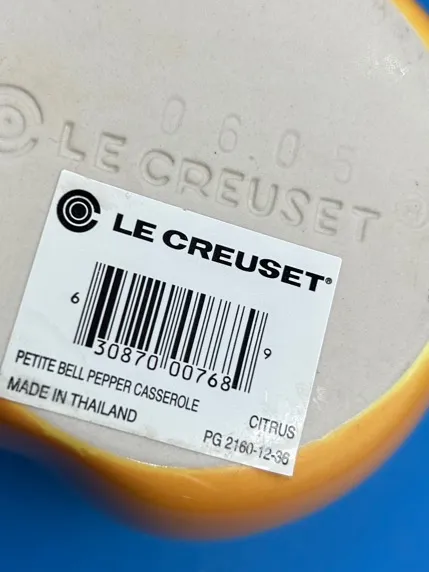 0605
LE CREUSET®
LE CREUSET®
6 30870 00768 9
PETITE BELL PEPPER CASSEROLE
MADE IN THAILAND
CITRUS
PG 2160-12-36